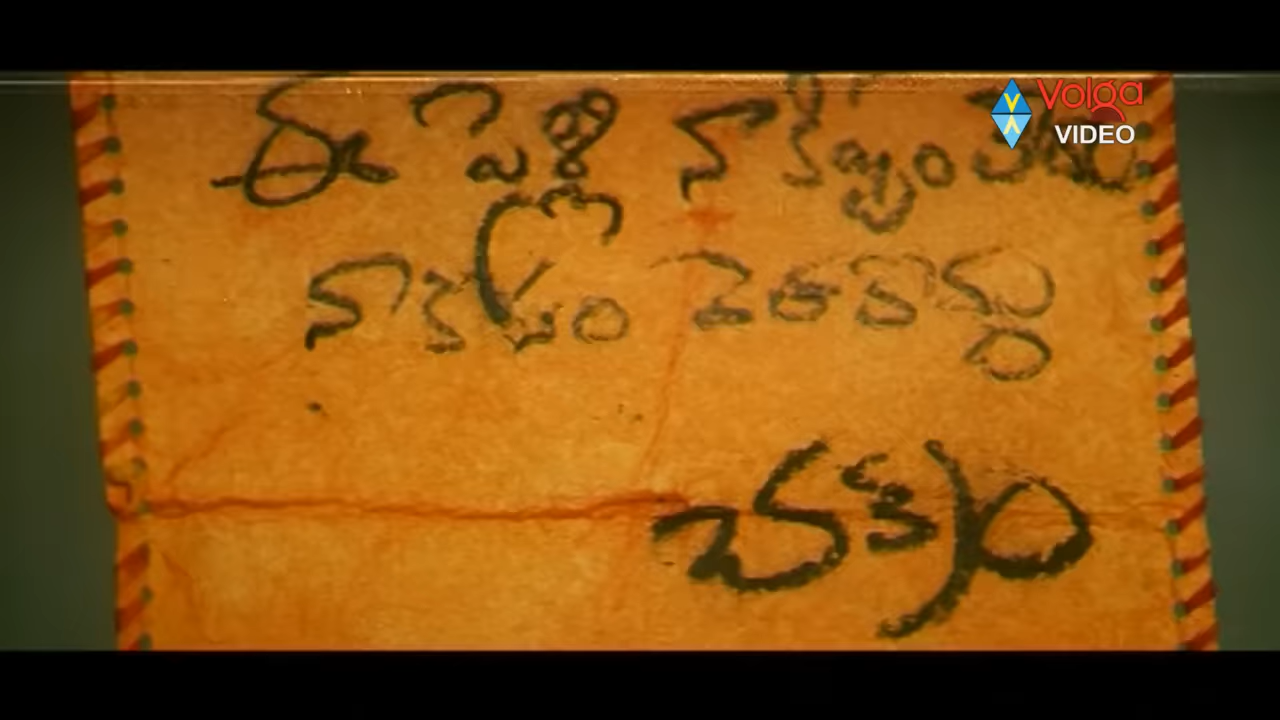 Volga
VIDEO
ఈ పెళ్ళి నాకిష్టం లేదు
నాకోసం వెతకొద్దు
చక్రం